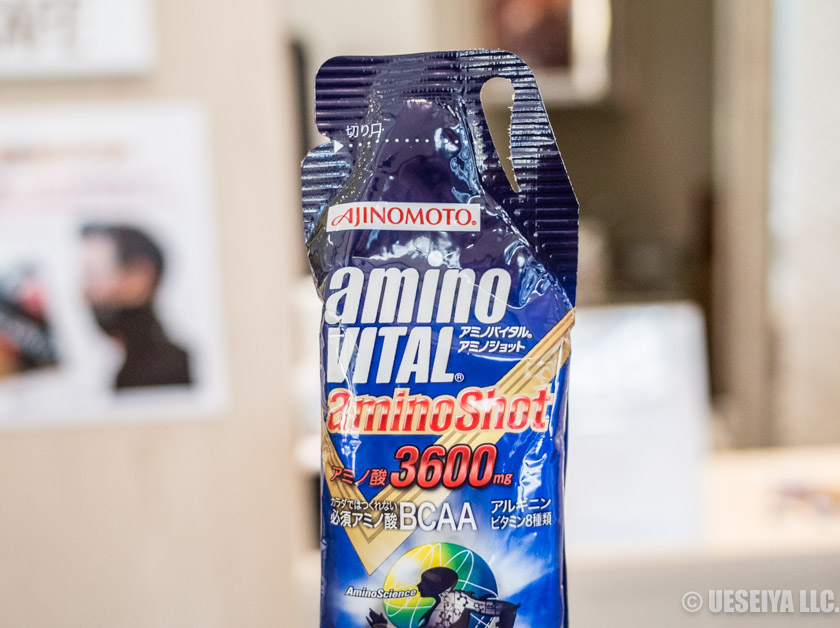 切り口
AJINOMOTO®
amino
VITAL®
アミノバイタル®
アミノショット
aminoShot
アミノ酸 3600mg
カラダではつくれない
必須アミノ酸 BCAA
アルギニン
ビタミン8種類
AminoScience
© UESEIYA LLC.